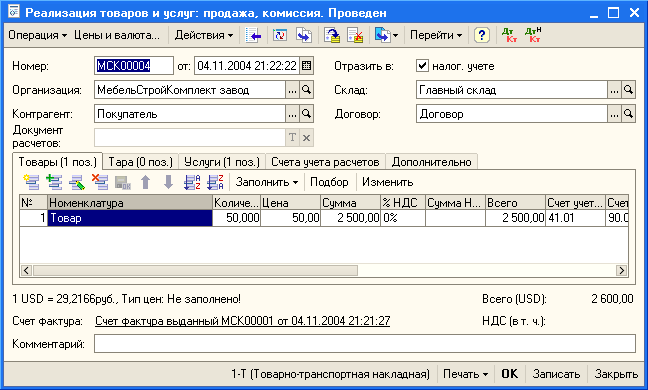 Реализация товаров и услуг: продажа, комиссия. Проведен
Операция Цены и валюта... Действия Перейти ? Дт Кт Дт Кт Н
Номер: МСК00004 от: 04.11.2004 21:22:22 Отразить в: налог. учете
Организация: МебельСтройКомплект завод ... Склад: Главный склад ...
Контрагент: Покупатель ... Договор: Договор ...
Документ расчетов: T
Товары (1 поз.) Тара (0 поз.) Услуги (1 поз.) Счета учета расчетов Дополнительно
Заполнить Подбор Изменить
№ Номенклатура Количе... Цена Сумма % НДС Сумма Н... Всего Счет учет... Счет
1 Товар 50,000 50,00 2 500,00 0% 2 500,00 41.01 90.0
1 USD = 29,2166руб., Тип цен: Не заполнено! Всего (USD): 2 600,00
Счет фактура: Счет фактура выданный МСК00001 от 04.11.2004 21:21:27 НДС (в т. ч.):
Комментарий:
1-Т (Товарно-транспортная накладная) Печать OK Записать Закрыть